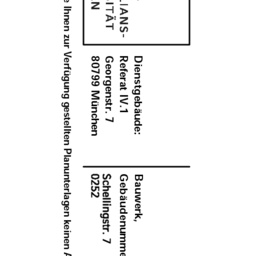 IANS-
ITÄT
N
Dienstgebäude:
Referat IV.1
Georgenstr. 7
80799 München
Bauwerk,
Gebäudenumme
Schellingstr. 7
0252
Ihnen zur Verfügung gestellten Planunterlagen keinen